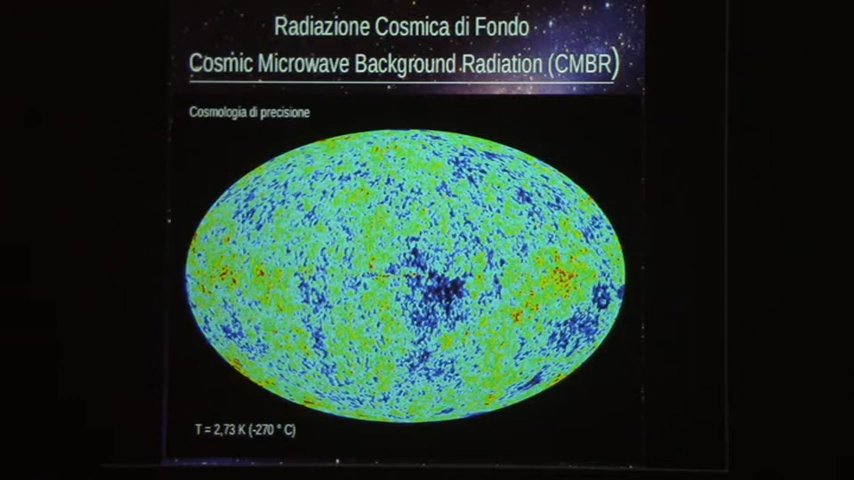 Radiazione Cosmica di Fondo
Cosmic Microwave Background Radiation (CMBR)
Cosmologia di precisione
T = 2,73 K (-270 ° C)